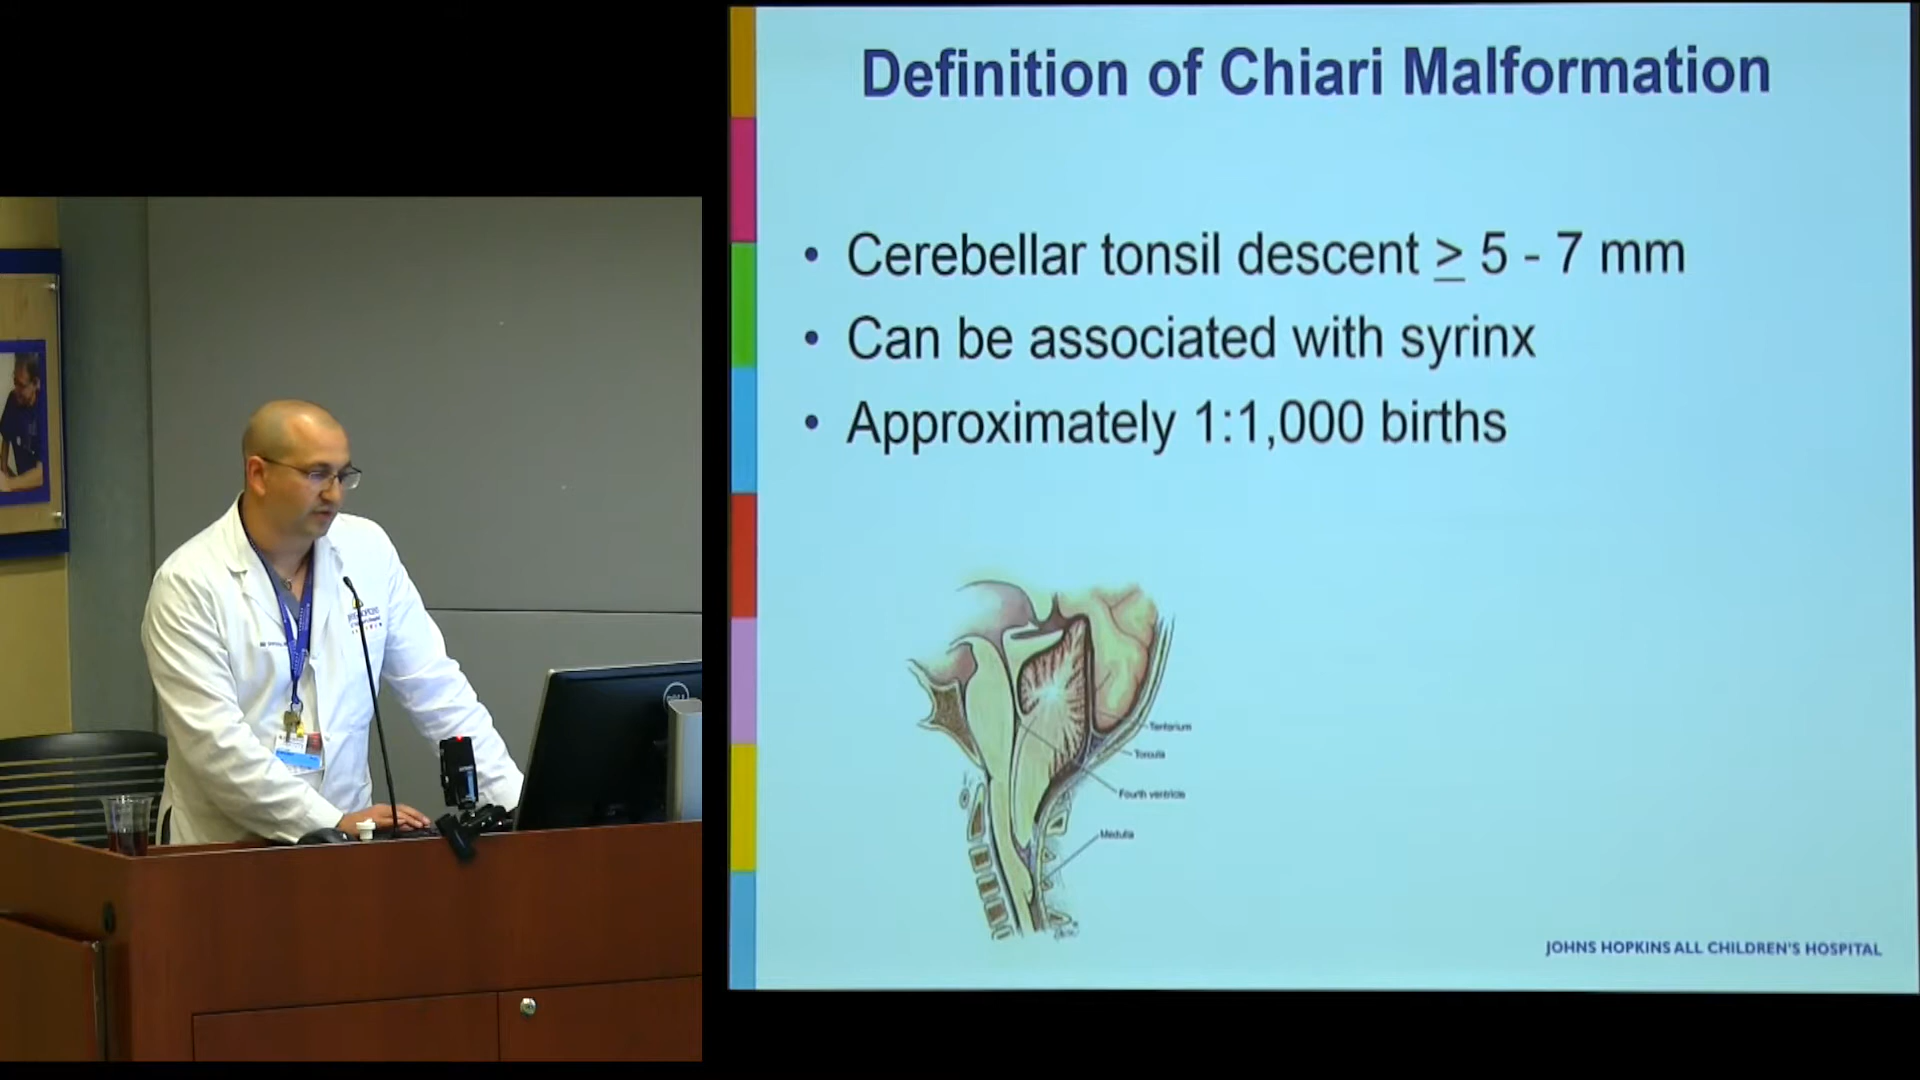 Definition of Chiari Malformation
• Cerebellar tonsil descent ≥ 5 - 7 mm
• Can be associated with syrinx
• Approximately 1:1,000 births
Tentorium
Torcula
Fourth ventricle
Medulla
JOHNS HOPKINS ALL CHILDREN'S HOSPITAL
DELL